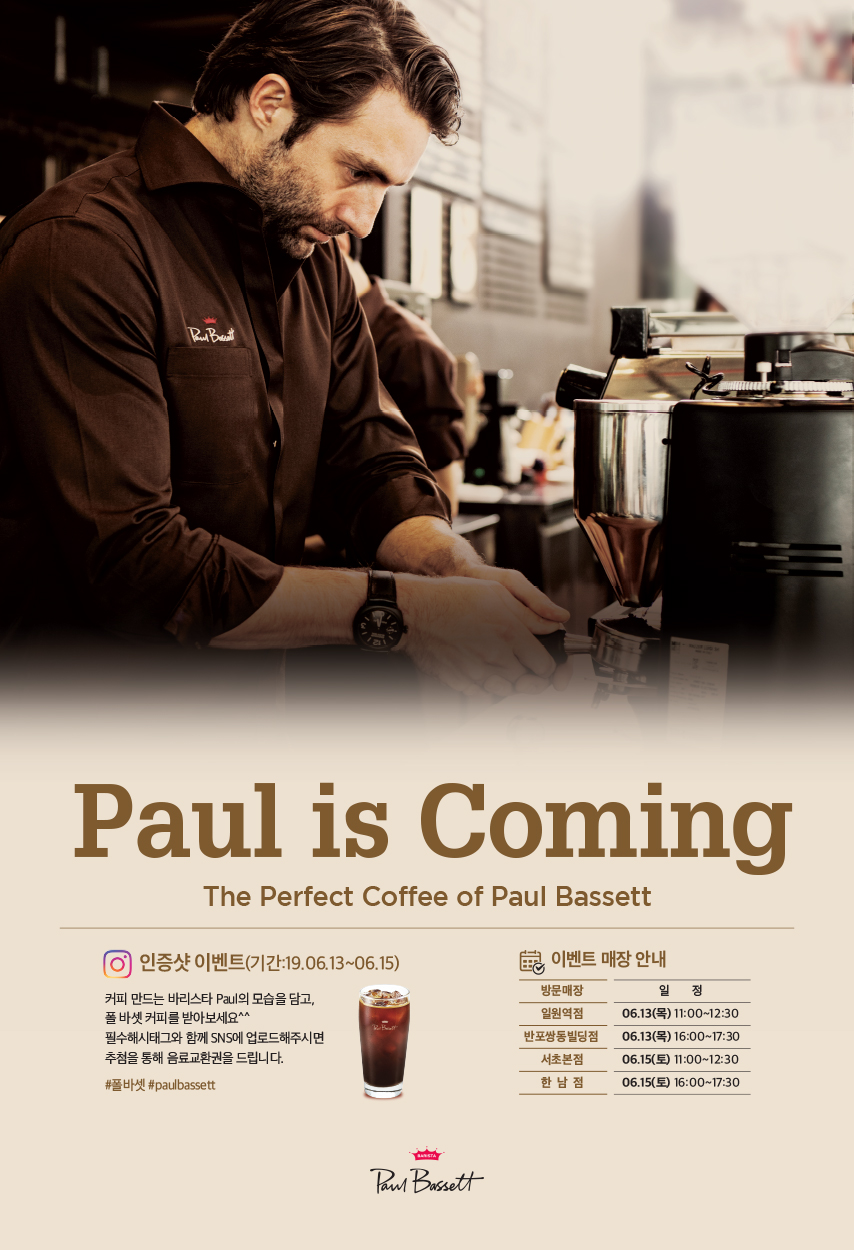 Paul Bassett
Paul is Coming
The Perfect Coffee of Paul Bassett
인증샷 이벤트(기간:19.06.13~06.15)
커피 만드는 바리스타 Paul의 모습을 담고,
폴 바셋 커피를 받아보세요^^
필수해시태그와 함께 SNS에 업로드해주시면
추첨을 통해 음료교환권을 드립니다.
#폴바셋 #paulbassett
Paul Bassett
이벤트 매장 안내
방문매장 일 정
일원역점 06.13(목) 11:00~12:30
반포쌍동빌딩점 06.13(목) 16:00~17:30
서초본점 06.15(토) 11:00~12:30
한 남 점 06.15(토) 16:00~17:30
BARISTA
Paul Bassett